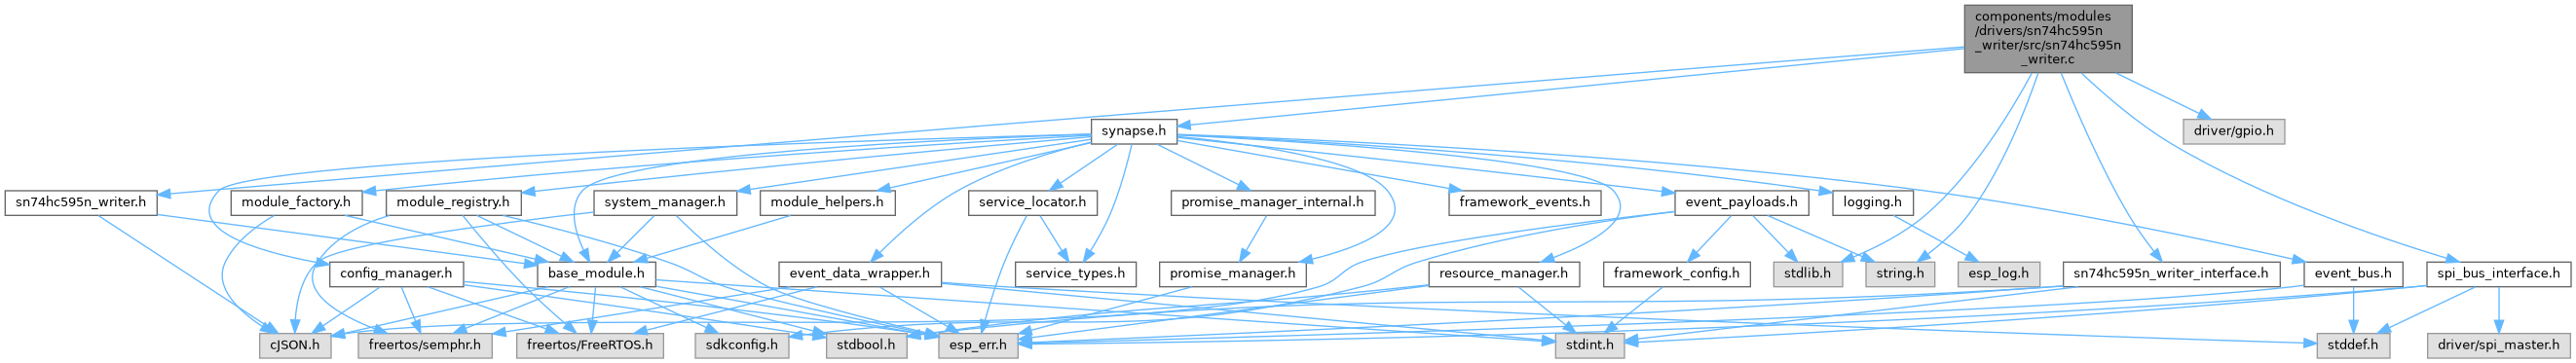 components/modules
/drivers/sn74hc595n
_writer/src/sn74hc595n
_writer.c
synapse.h
driver/gpio.h
sn74hc595n_writer.h
module_factory.h
module_registry.h
system_manager.h
module_helpers.h
service_locator.h
promise_manager_internal.h
framework_events.h
event_payloads.h
logging.h
config_manager.h
base_module.h
event_data_wrapper.h
service_types.h
promise_manager.h
resource_manager.h
framework_config.h
stdlib.h
string.h
esp_log.h
sn74hc595n_writer_interface.h
event_bus.h
spi_bus_interface.h
cJSON.h
freertos/semphr.h
freertos/FreeRTOS.h
sdkconfig.h
stdbool.h
esp_err.h
stdint.h
stddef.h
driver/spi_master.h